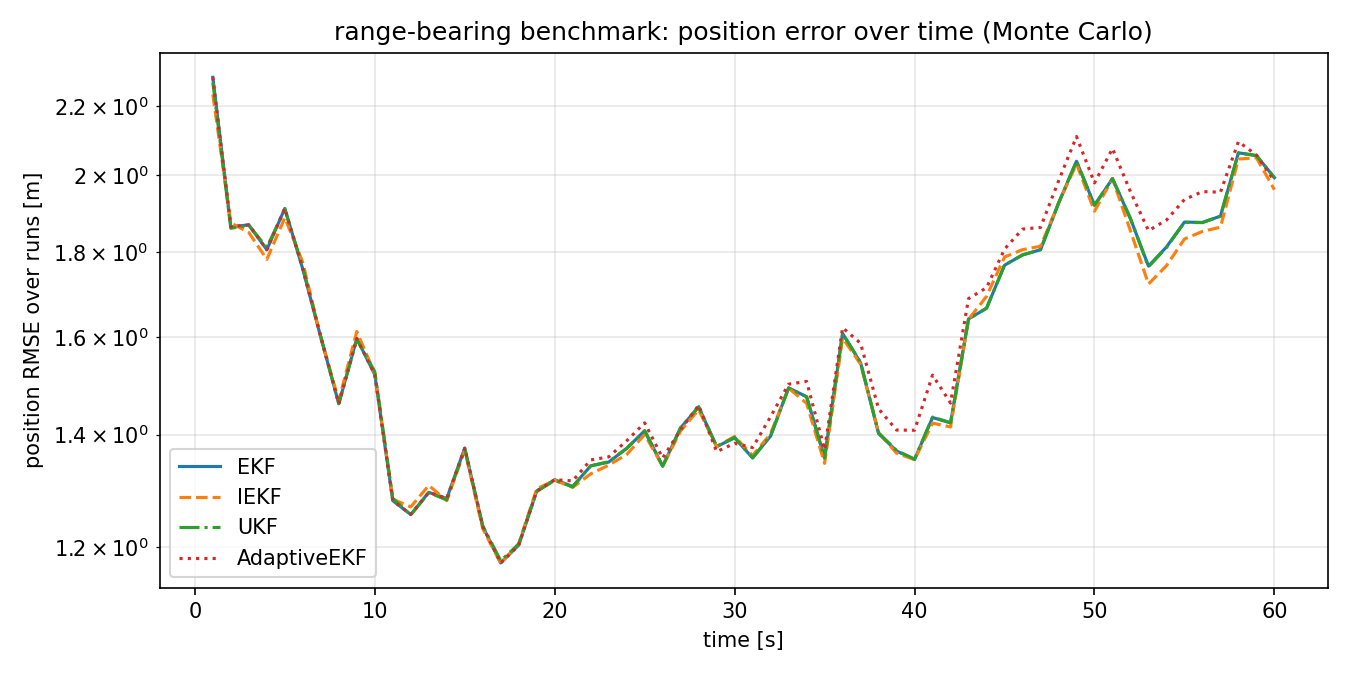 range-bearing benchmark: position error over time (Monte Carlo)
position RMSE over runs [m]
2.2 × 10⁰
2 × 10⁰
1.8 × 10⁰
1.6 × 10⁰
1.4 × 10⁰
1.2 × 10⁰
EKF
IEKF
UKF
AdaptiveEKF
0 10 20 30 40 50 60
time [s]